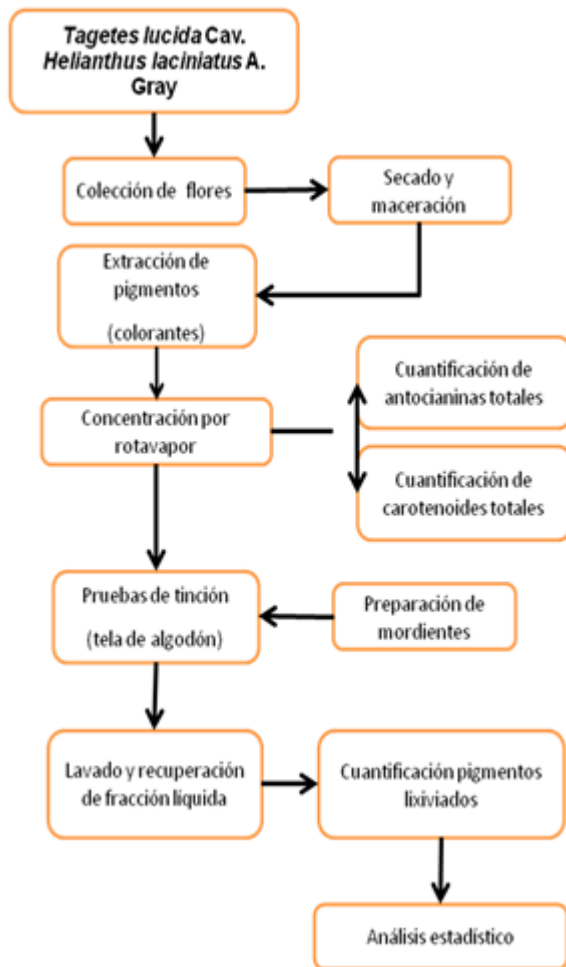 Tagetes lucida Cav.
Helianthus laciniatus A.
Gray
Colección de flores
Secado y
maceración
Extracción de
pigmentos
(colorantes)
Cuantificación de
antocianinas totales
Concentración por
rotavapor
Cuantificación de
carotenoides totales
Pruebas de tinción
(tela de algodón)
Preparación de
mordientes
Lavado y recuperación
de fracción líquida
Cuantificación pigmentos
lixiviados
Análisis estadístico